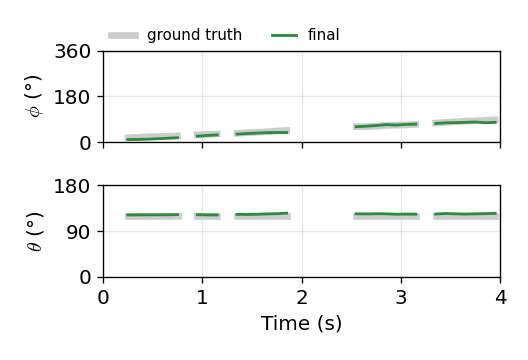 ground truth final
360
180
0
ϕ (°)
180
90
0
θ (°)
0 1 2 3 4
Time (s)